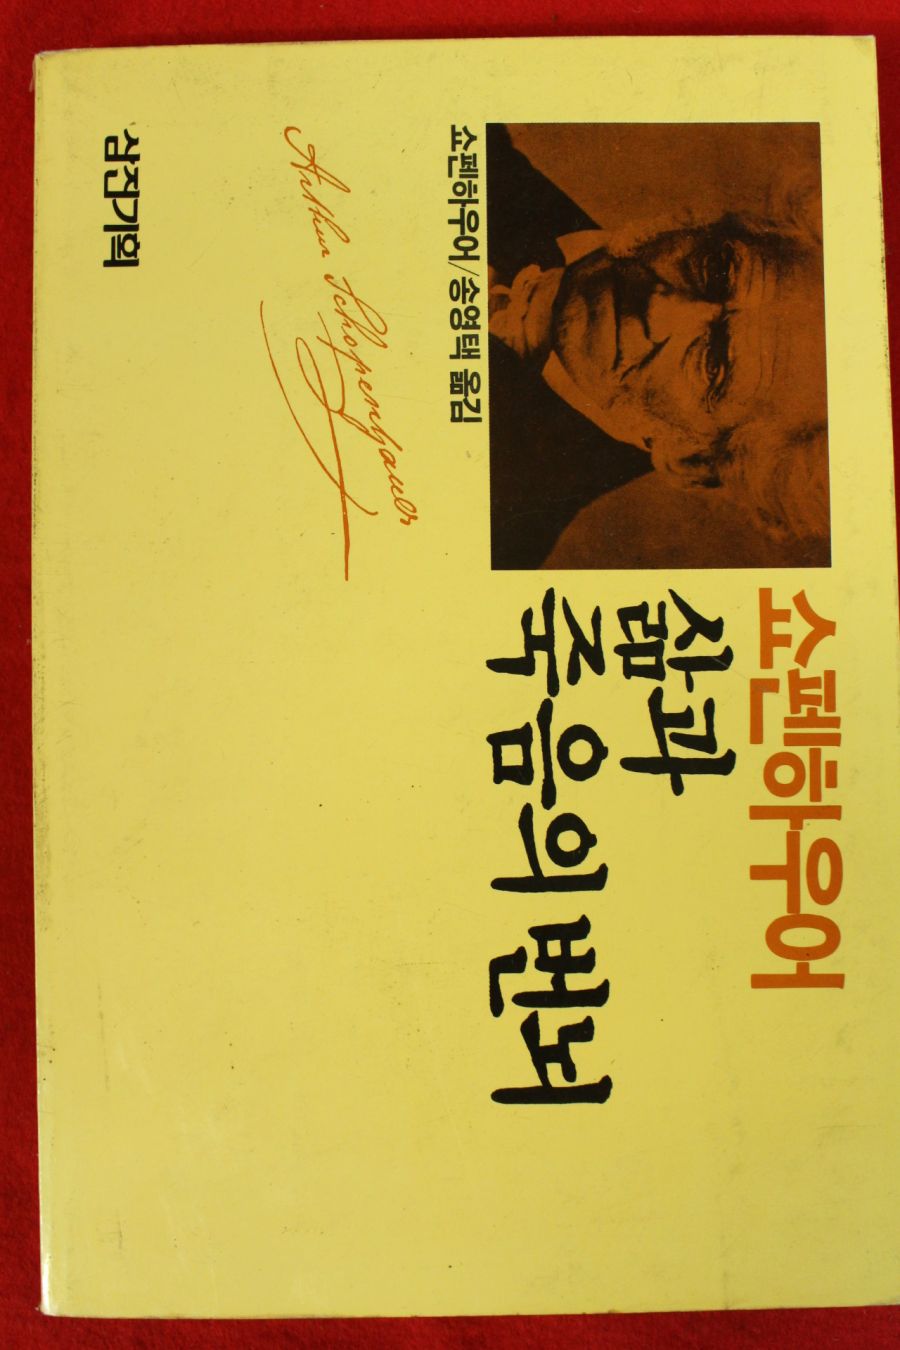 쇼펜하우어
삶과
죽음의 번뇌
쇼펜하우어/송영택 옮김
Arthur Schopenhauer
삼전기획